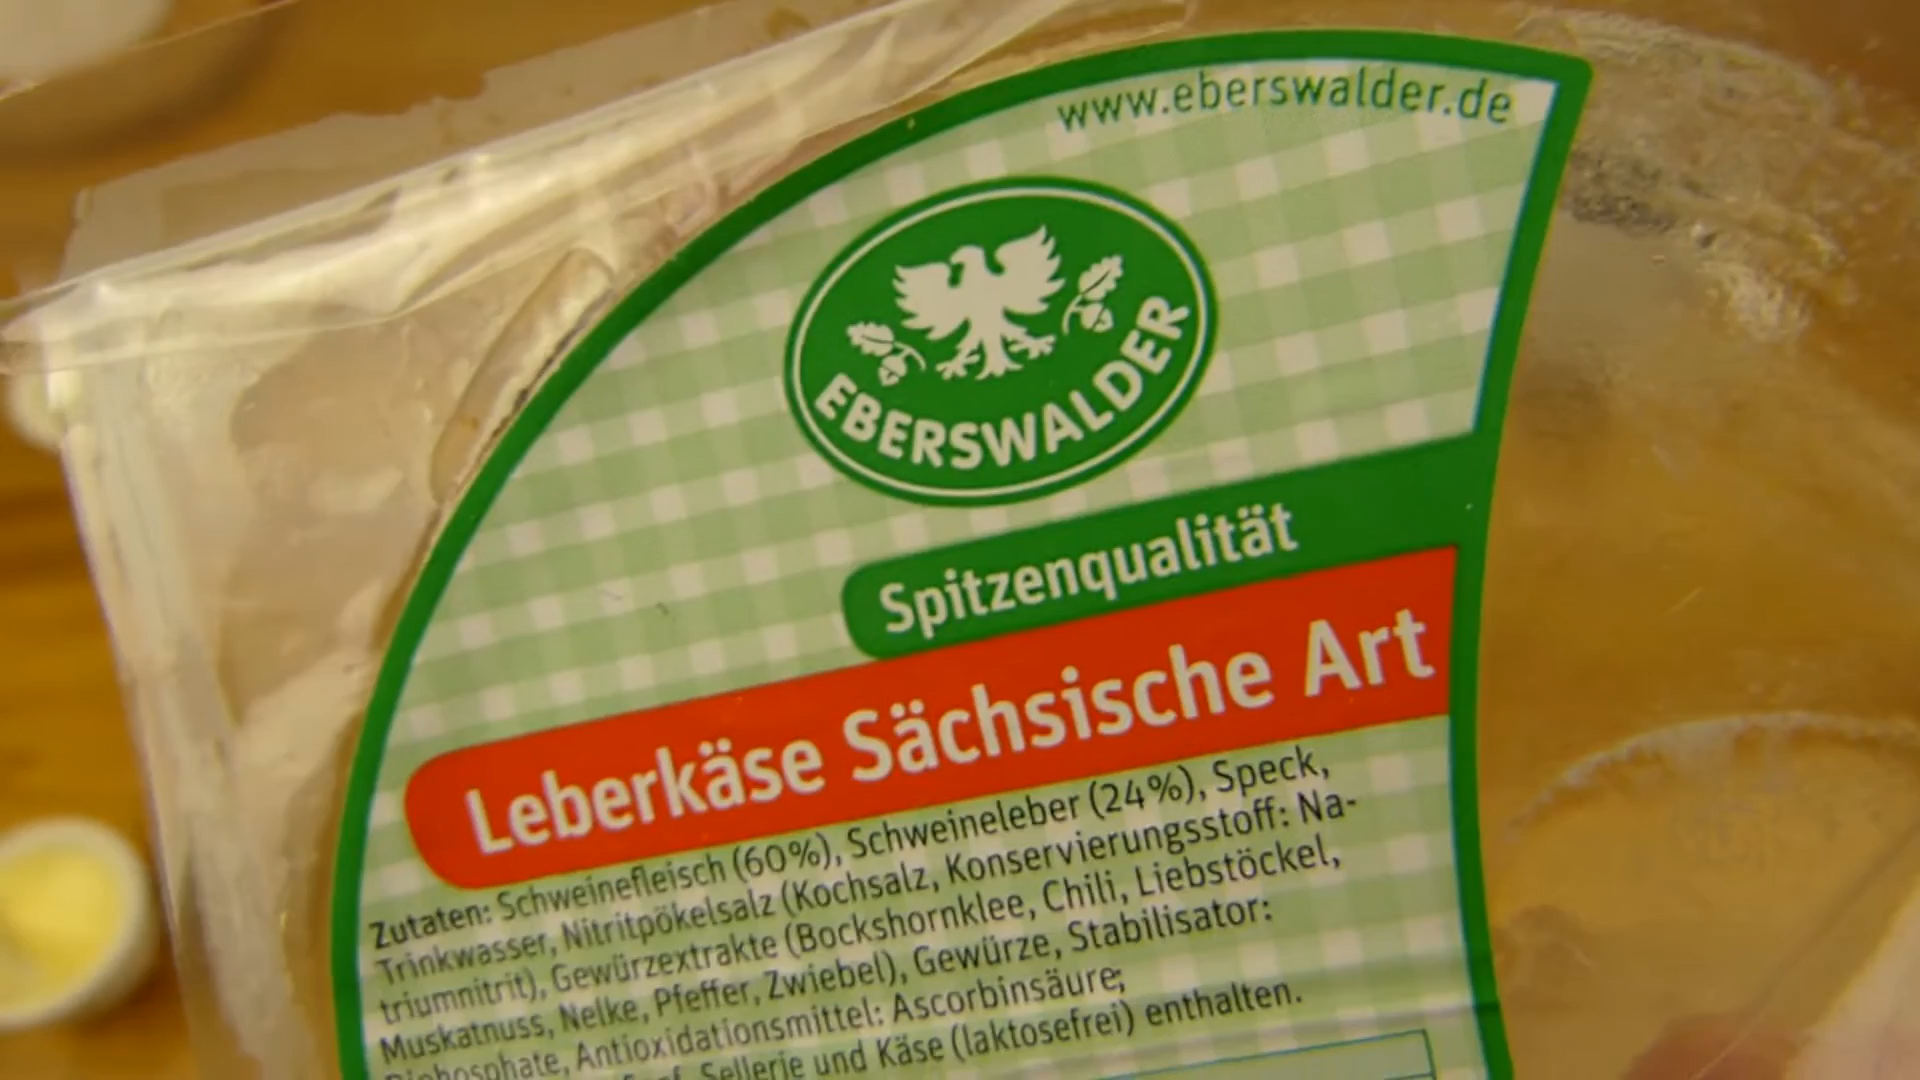 www.eberswalder.de
EBERSWALDER
Spitzenqualität
Leberkäse Sächsische Art
Zutaten: Schweinefleisch (60%), Schweineleber (24%), Speck,
Trinkwasser, Nitritpökelsalz (Kochsalz, Konservierungsstoff: Na-
triumnitrit), Gewürzextrakte (Bockshornklee, Chili, Liebstöckel,
Muskatnuss, Nelke, Pfeffer, Zwiebel), Gewürze, Stabilisator:
Diphosphate, Antioxidationsmittel: Ascorbinsäure;
Sellerie und Käse (laktosefrei) enthalten.